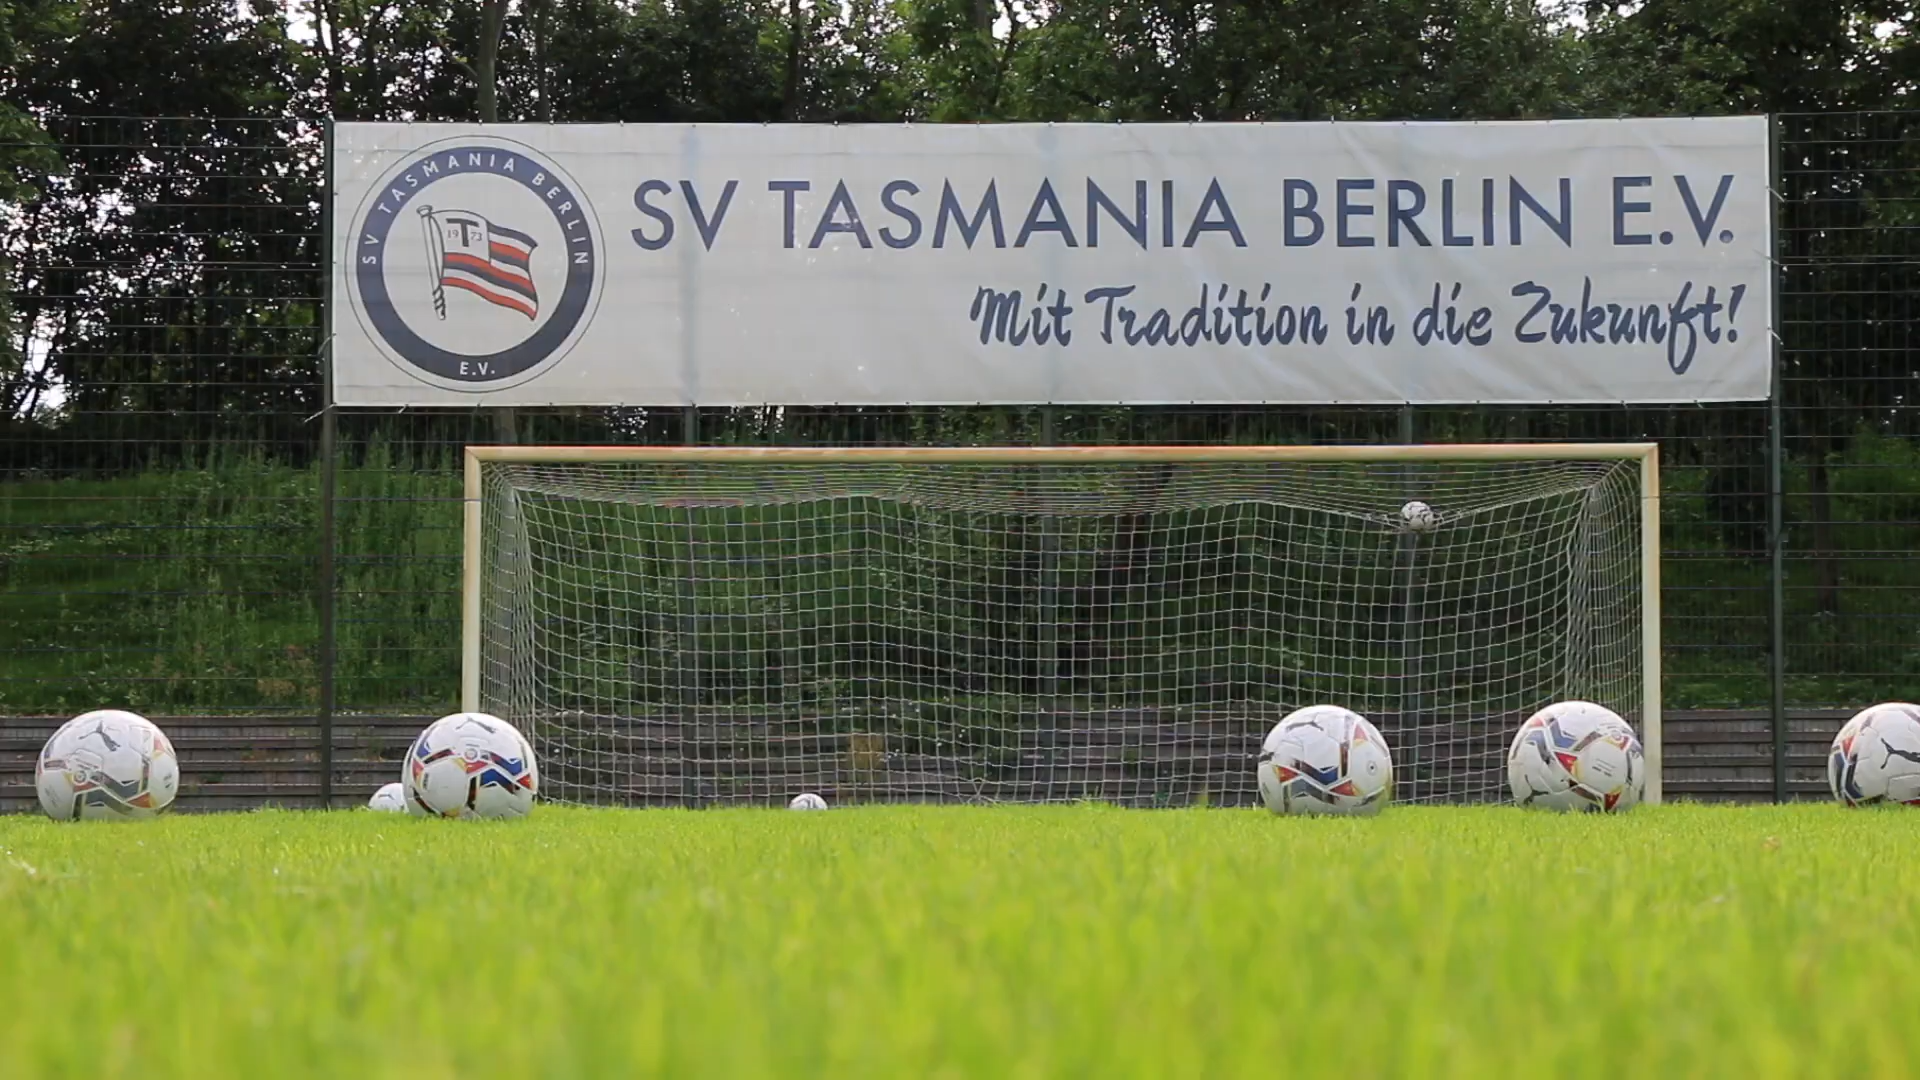 SV TASMANIA BERLIN
19 T 73
E.V.
SV TASMANIA BERLIN E.V.
Mit Tradition in die Zukunft!